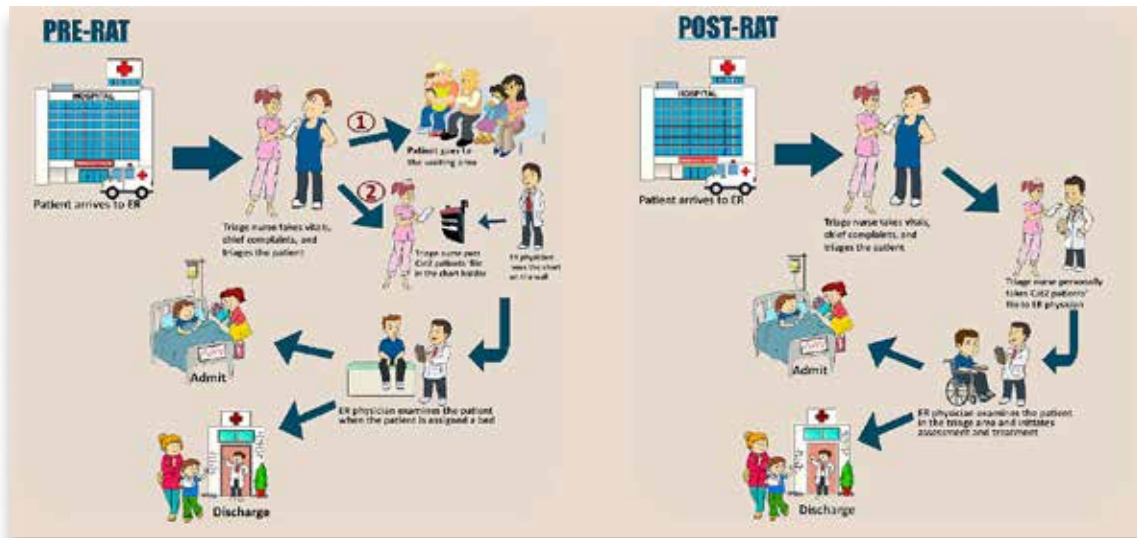 PRE-RAT
HOSPITAL
Patient arrives to ER
Triage nurse takes vitals,
chief complaints, and
triages the patient
1
Patient goes to
the waiting area
2
Triage nurse puts
Cat2 patients' file
in the chart holder
ER physician
sees the chart
on the wall
ER physician examines the patient
when the patient is assigned a bed
Admit
Discharge
POST-RAT
HOSPITAL
Patient arrives to ER
Triage nurse takes vitals,
chief complaints, and
triages the patient
Triage nurse personally
takes Cat2 patients'
file to ER physician
ER physician examines the patient
in the triage area and initiates
assessment and treatment
Admit
Discharge